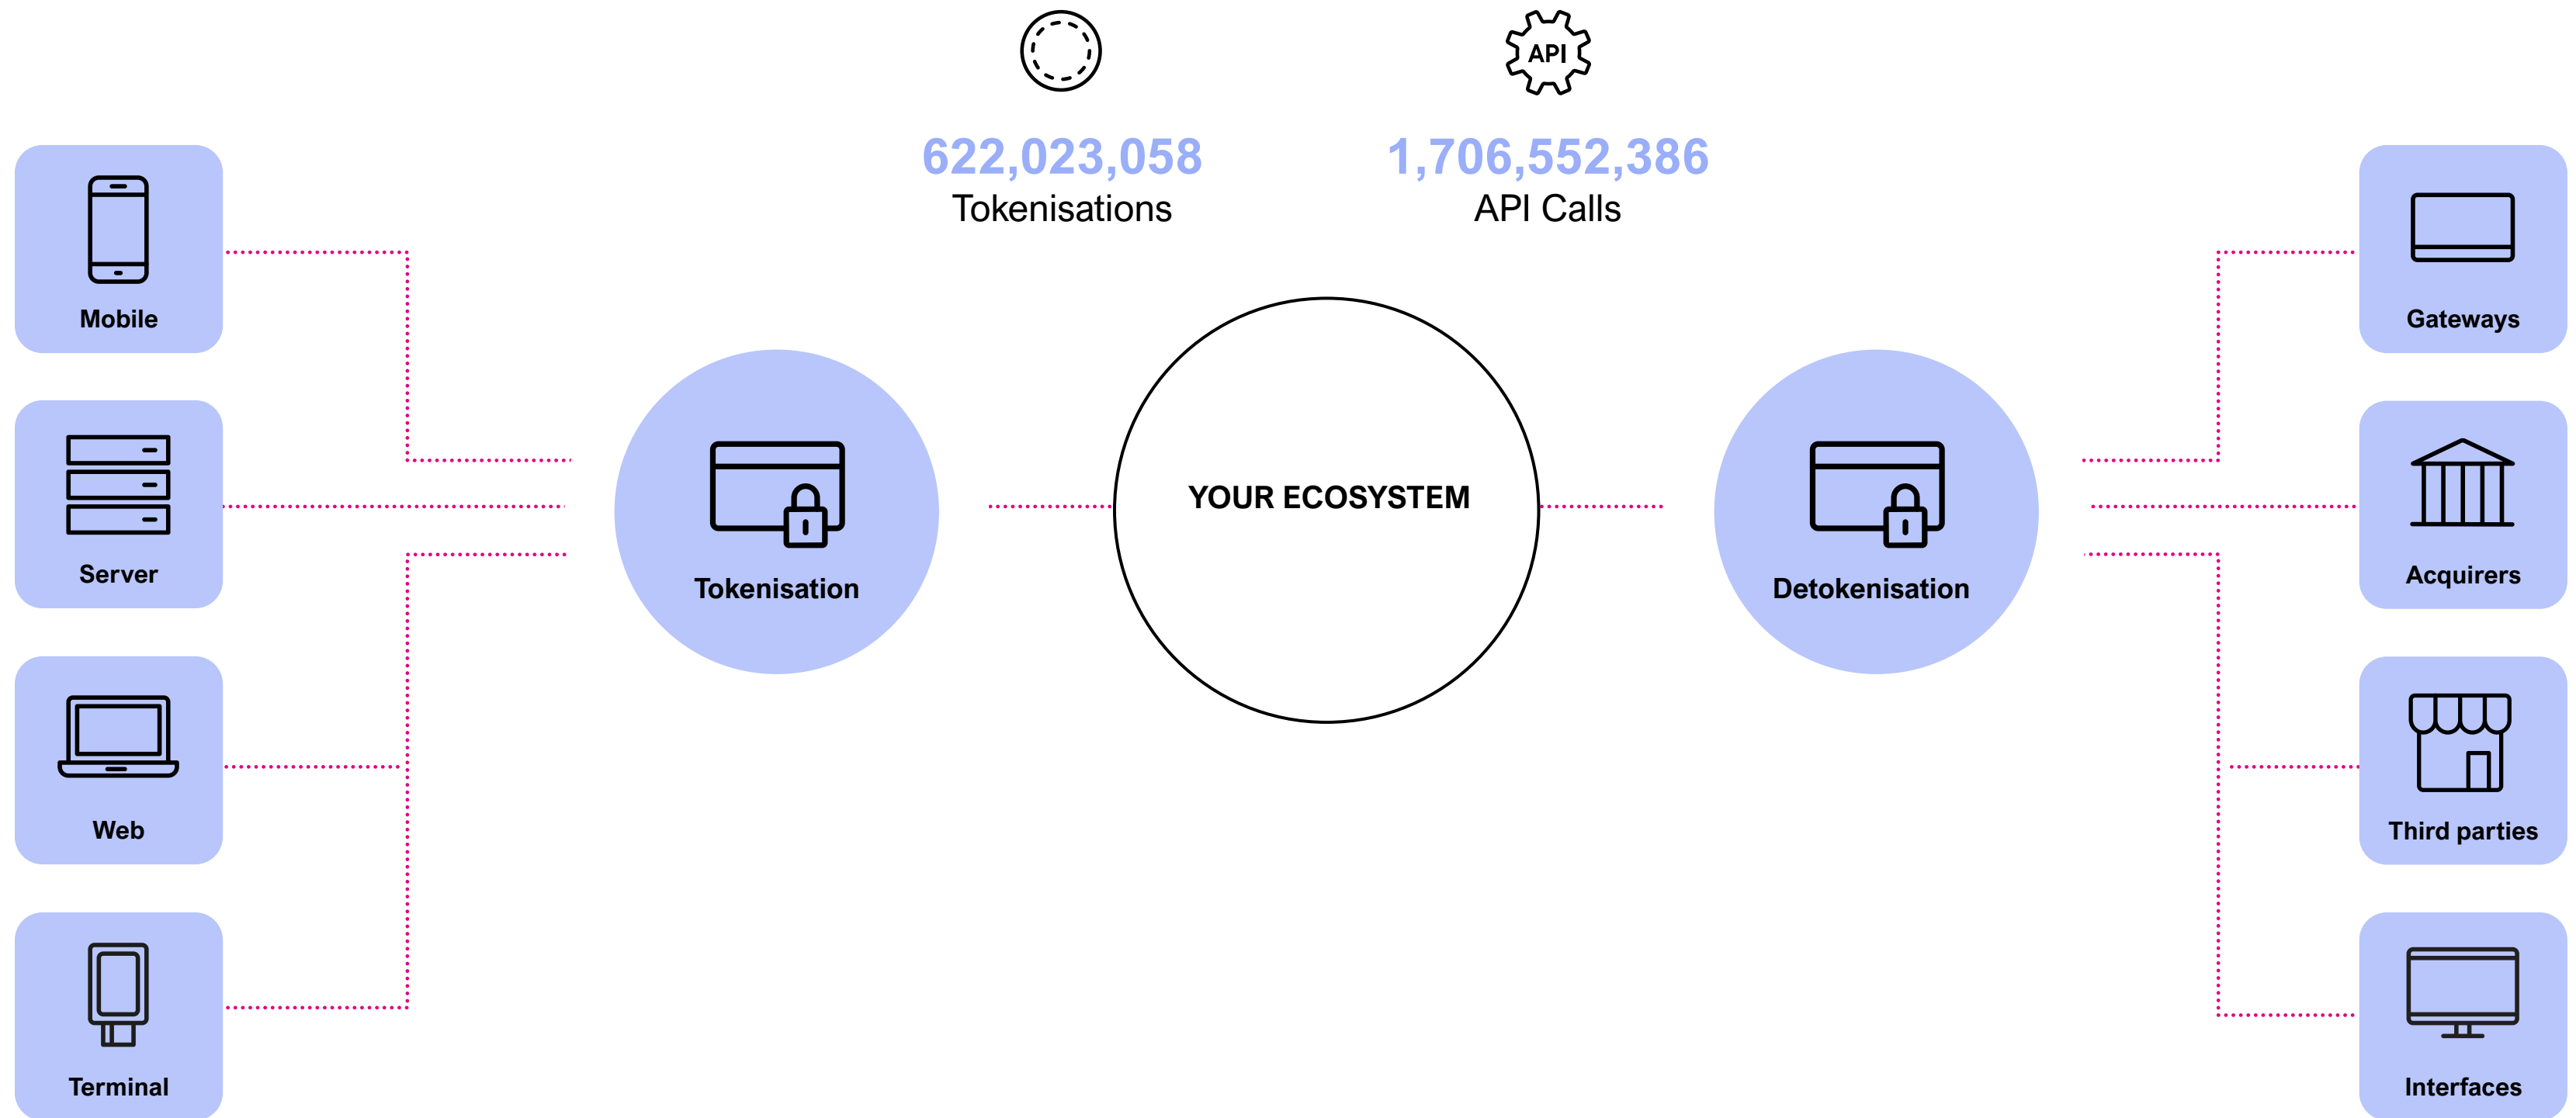 API
622,023,058
Tokenisations
1,706,552,386
API Calls
Mobile
Server
Web
Terminal
Tokenisation
YOUR ECOSYSTEM
Detokenisation
Gateways
Acquirers
Third parties
Interfaces